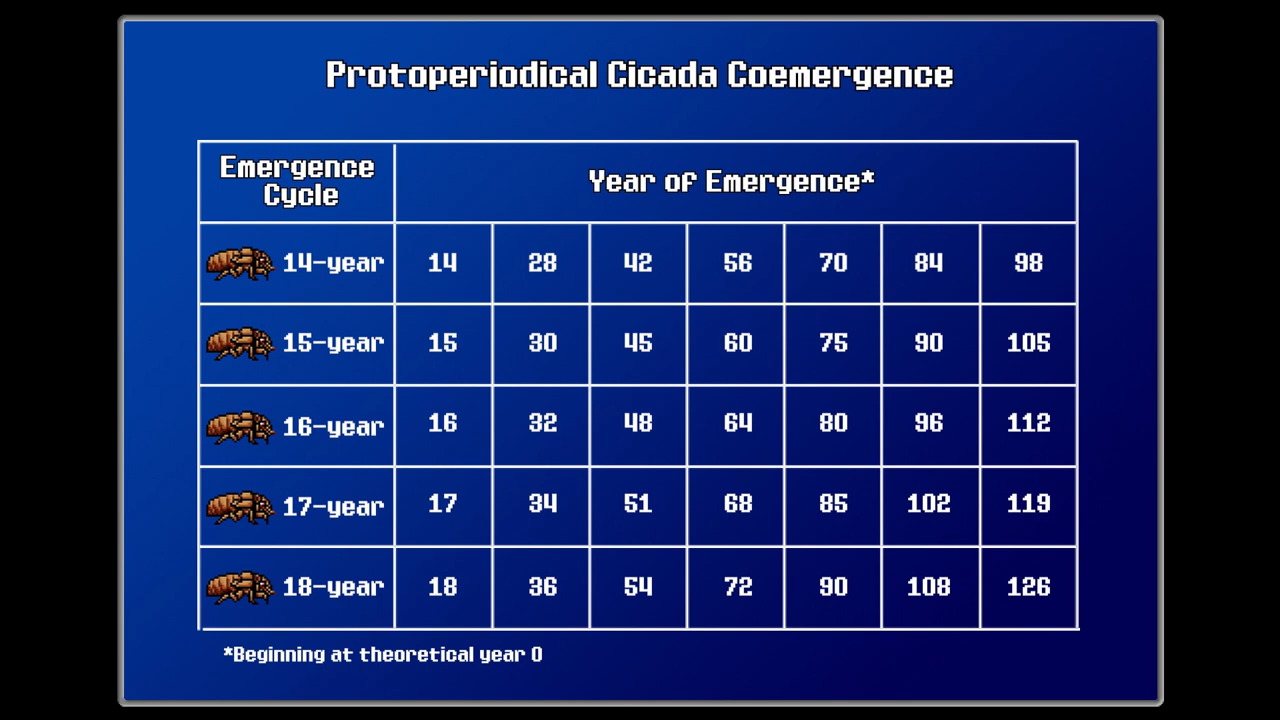 Protoperiodical Cicada Coemergence
Emergence
Cycle
Year of Emergence*
14-year 14 28 42 56 70 84 98
15-year 15 30 45 60 75 90 105
16-year 16 32 48 64 80 96 112
17-year 17 34 51 68 85 102 119
18-year 18 36 54 72 90 108 126
*Beginning at theoretical year 0